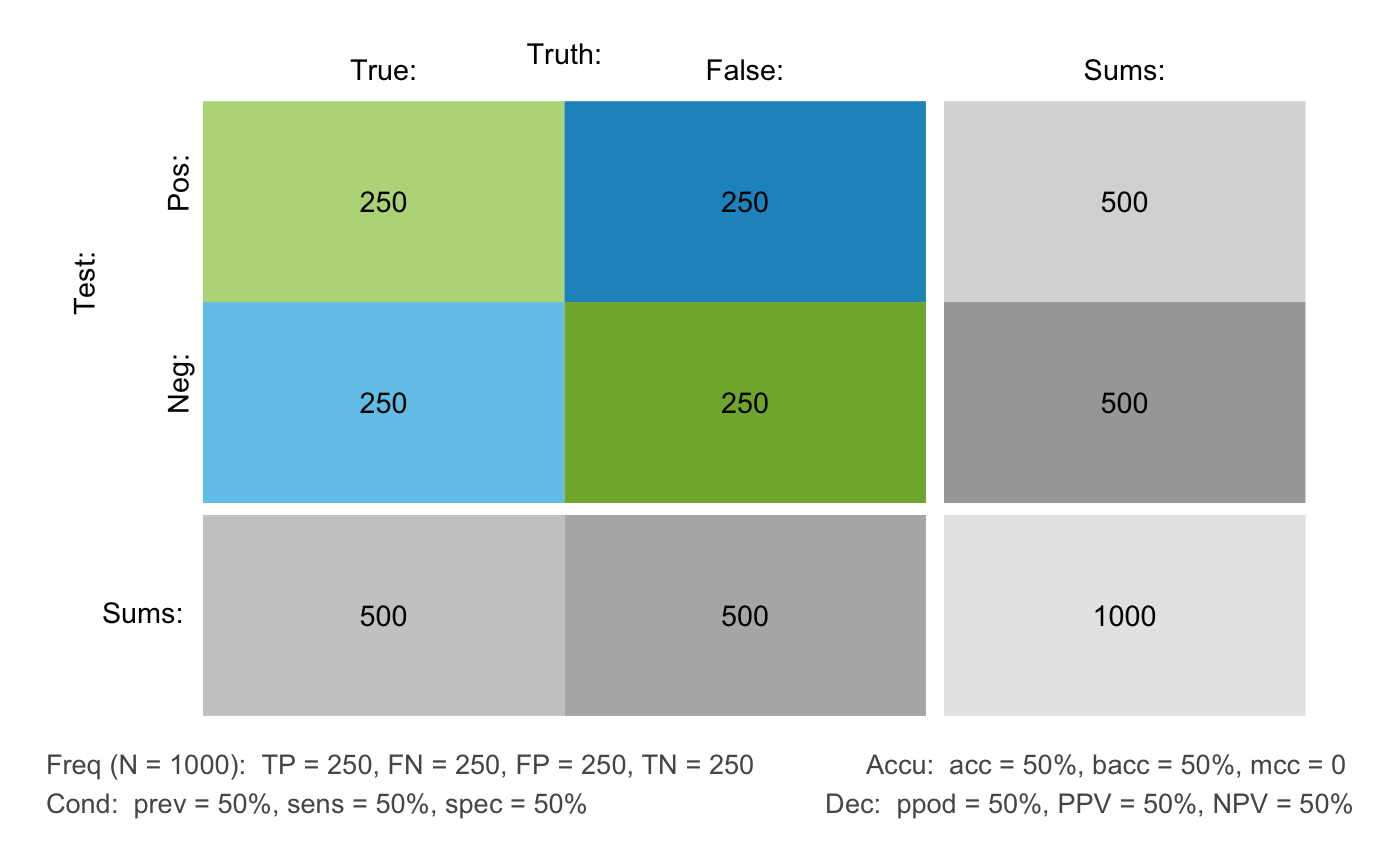 Truth:
True: False: Sums:
Pos: 250 250 500
Test:
Neg: 250 250 500
Sums: 500 500 1000
Freq (N = 1000):  TP = 250, FN = 250, FP = 250, TN = 250 Accu:  acc = 50%, bacc = 50%, mcc = 0
Cond:  prev = 50%, sens = 50%, spec = 50% Dec:  ppod = 50%, PPV = 50%, NPV = 50%